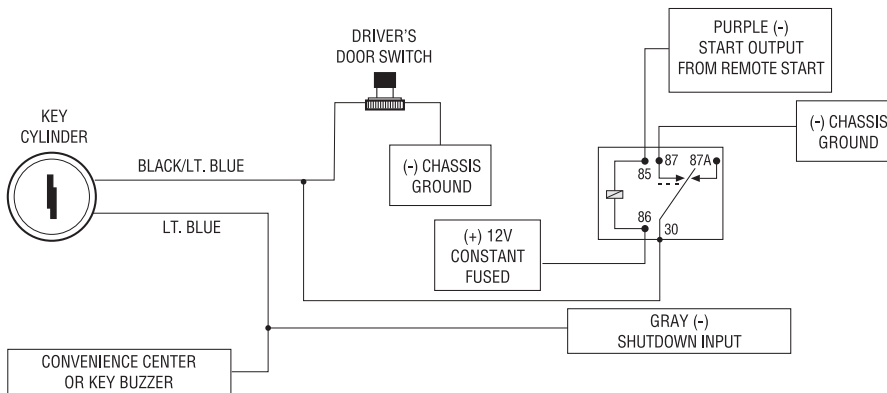 DRIVER'S
DOOR SWITCH
PURPLE (-)
START OUTPUT
FROM REMOTE START
KEY
CYLINDER
(-) CHASSIS
GROUND
BLACK/LT. BLUE
(-) CHASSIS
GROUND
85
87
87A
LT. BLUE
86
30
(+) 12V
CONSTANT
FUSED
GRAY (-)
SHUTDOWN INPUT
CONVENIENCE CENTER
OR KEY BUZZER